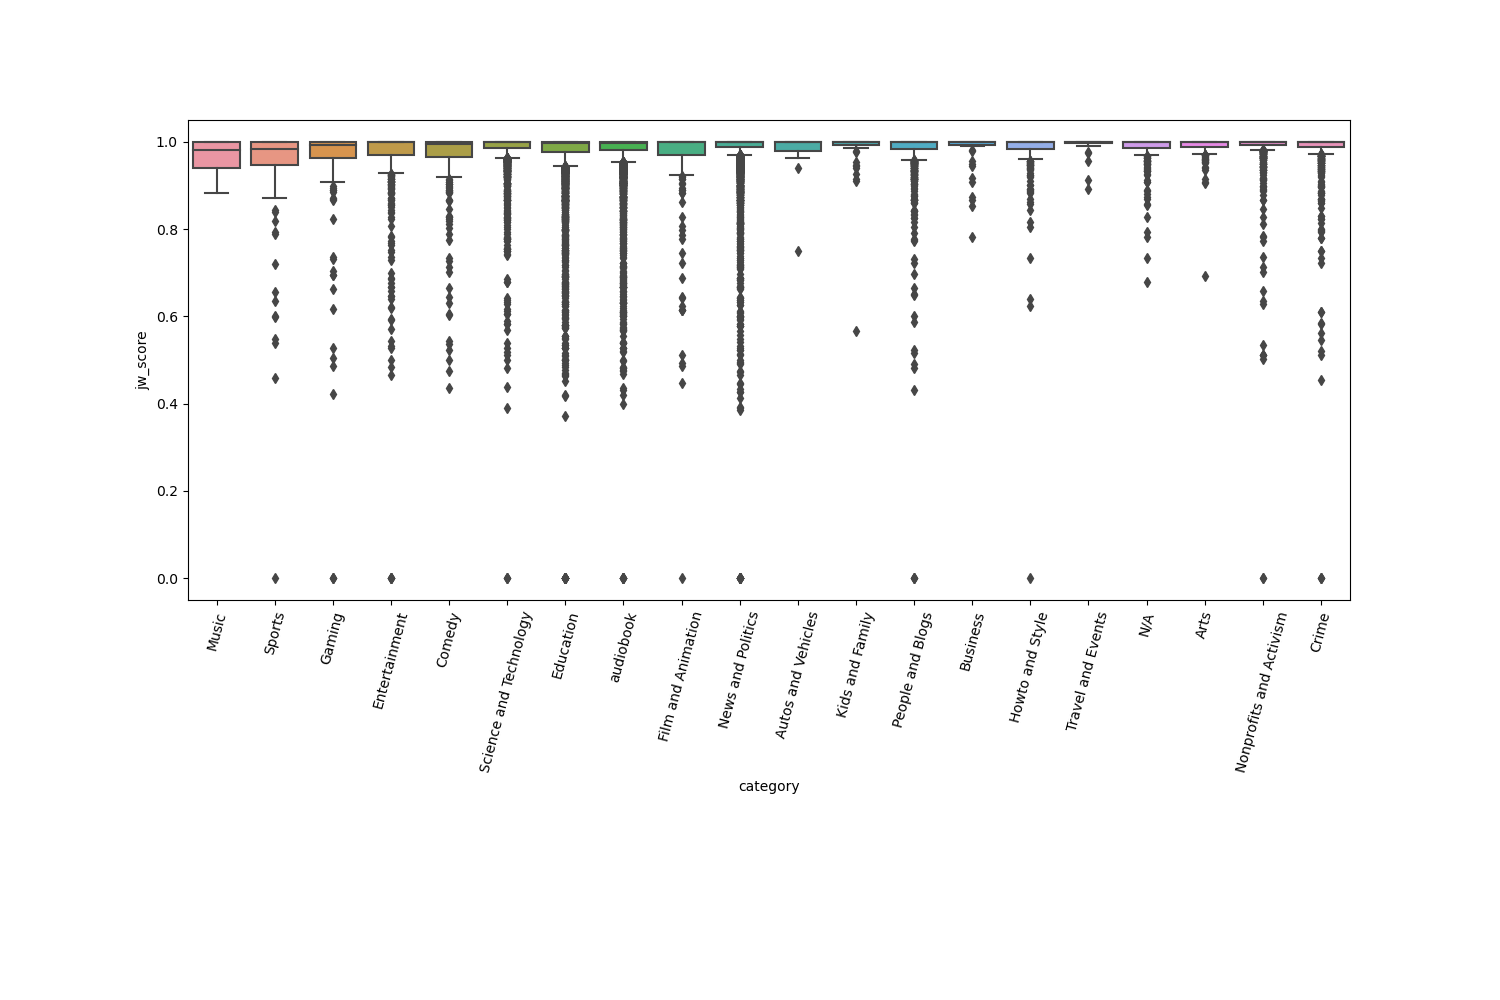 1.0
0.8
0.6
0.4
0.2
0.0
jw_score
Music
Sports
Gaming
Entertainment
Comedy
Science and Technology
Education
audiobook
Film and Animation
News and Politics
Autos and Vehicles
Kids and Family
People and Blogs
Business
Howto and Style
Travel and Events
N/A
Arts
Nonprofits and Activism
Crime
category